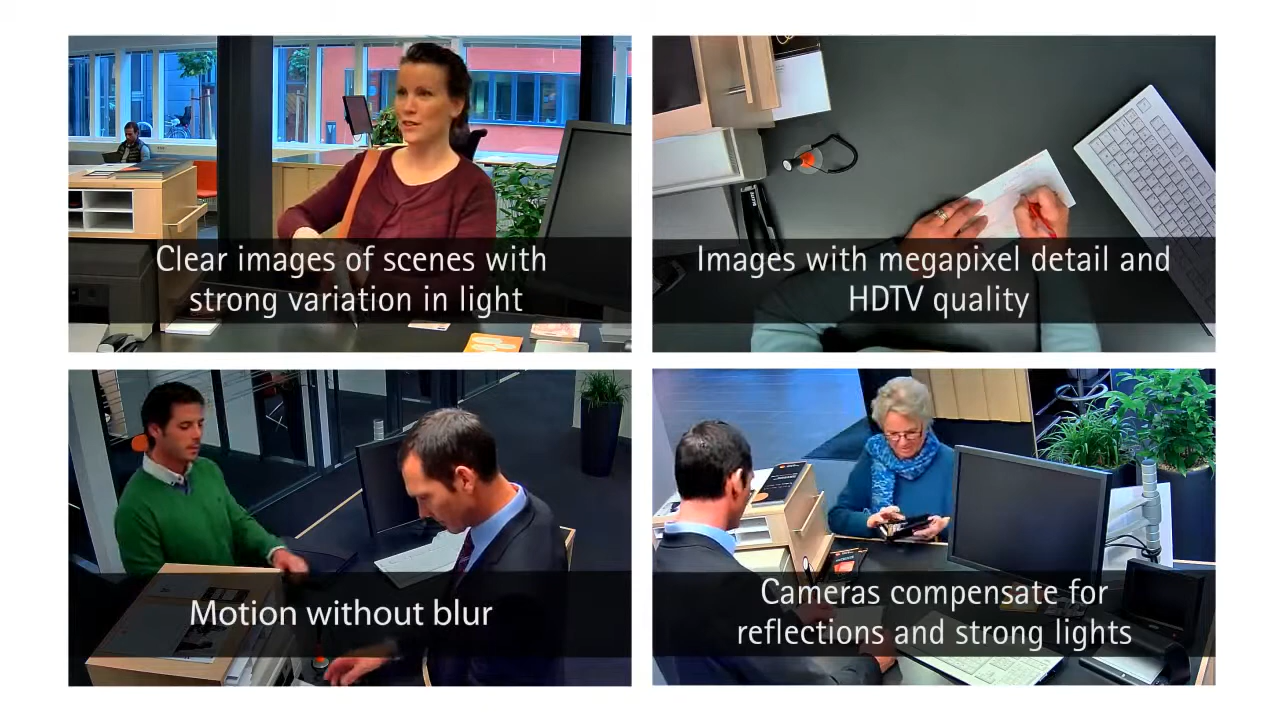 Clear images of scenes with
strong variation in light
Images with megapixel detail and
HDTV quality
Motion without blur
Cameras compensate for
reflections and strong lights